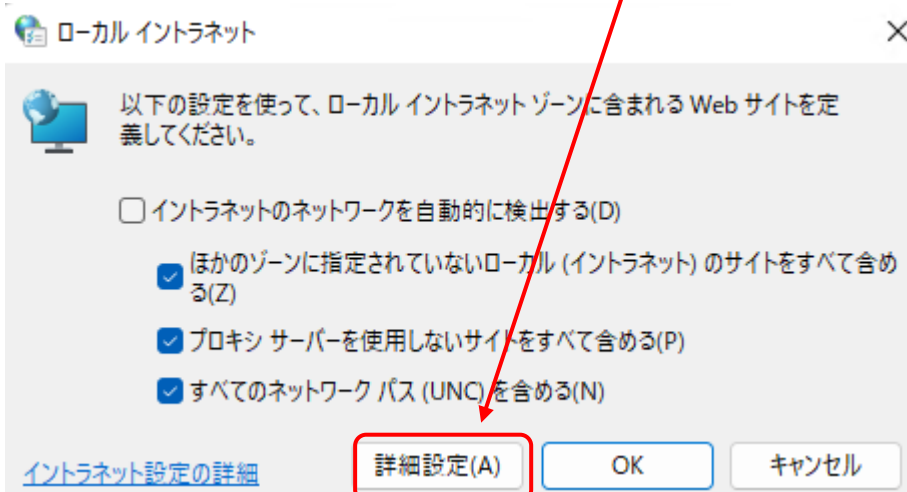 ローカル イントラネット
以下の設定を使って、ローカル イントラネット ゾーンに含まれる Web サイトを定
義してください。
イントラネットのネットワークを自動的に検出する(D)
ほかのゾーンに指定されていないローカル (イントラネット) のサイトをすべて含め
る(Z)
プロキシ サーバーを使用しないサイトをすべて含める(P)
すべてのネットワーク パス (UNC) を含める(N)
イントラネット設定の詳細 詳細設定(A) OK キャンセル